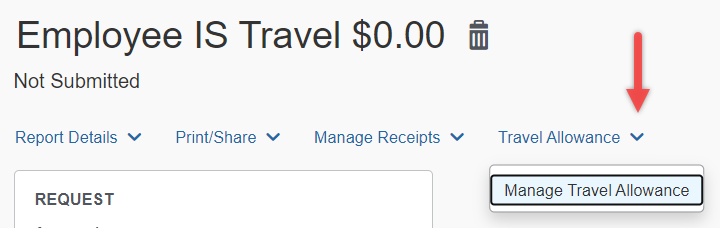 Employee IS Travel $0.00
Not Submitted
Report Details Print/Share Manage Receipts Travel Allowance
Manage Travel Allowance
REQUEST